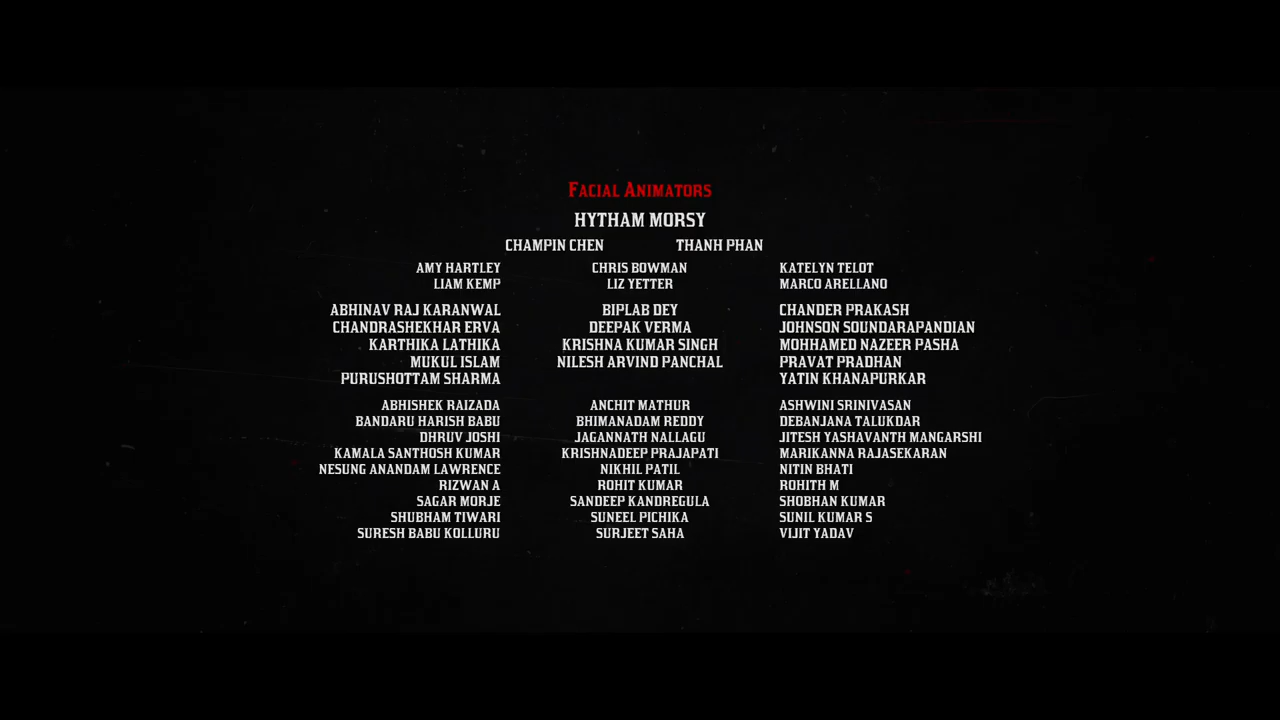 Facial Animators
HYTHAM MORSY
CHAMPIN CHEN THANH PHAN
AMY HARTLEY CHRIS BOWMAN KATELYN TELOT
LIAM KEMP LIZ YETTER MARCO ARELLANO
ABHINAV RAJ KARANWAL BIPLAB DEY CHANDER PRAKASH
CHANDRASHEKHAR ERVA DEEPAK VERMA JOHNSON SOUNDARAPANDIAN
KARTHIKA LATHIKA KRISHNA KUMAR SINGH MOHHAMED NAZEER PASHA
MUKUL ISLAM NILESH ARVIND PANCHAL PRAVAT PRADHAN
PURUSHOTTAM SHARMA YATIN KHANAPURKAR
ABHISHEK RAIZADA ANCHIT MATHUR ASHWINI SRINIVASAN
BANDARU HARISH BABU BHIMANADAM REDDY DEBANJANA TALUKDAR
DHRUV JOSHI JAGANNATH NALLAGU JITESH YASHAVANTH MANGARSHI
KAMALA SANTHOSH KUMAR KRISHNADEEP PRAJAPATI MARIKANNA RAJASEKARAN
NESUNG ANANDAM LAWRENCE NIKHIL PATIL NITIN BHATI
RIZWAN A ROHIT KUMAR ROHITH M
SAGAR MORJE SANDEEP KANDREGULA SHOBHAN KUMAR
SHUBHAM TIWARI SUNEEL PICHIKA SUNIL KUMAR S
SURESH BABU KOLLURU SURJEET SAHA VIJIT YADAV